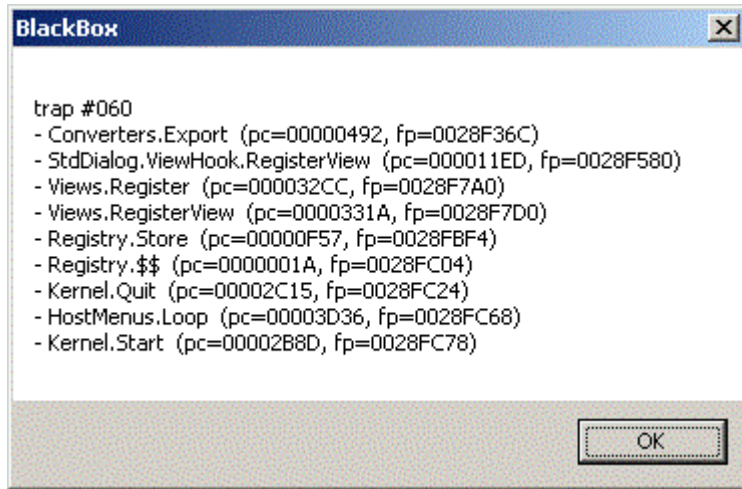 BlackBox
trap #060
- Converters.Export (pc=00000492, fp=0028F36C)
- StdDialog.ViewHook.RegisterView (pc=000011ED, fp=0028F580)
- Views.Register (pc=000032CC, fp=0028F7A0)
- Views.RegisterView (pc=0000331A, fp=0028F7D0)
- Registry.Store (pc=00000F57, fp=0028FBF4)
- Registry.$$ (pc=0000001A, fp=0028FC04)
- Kernel.Quit (pc=00002C15, fp=0028FC24)
- HostMenus.Loop (pc=00003D36, fp=0028FC68)
- Kernel.Start (pc=00002B8D, fp=0028FC78)
OK